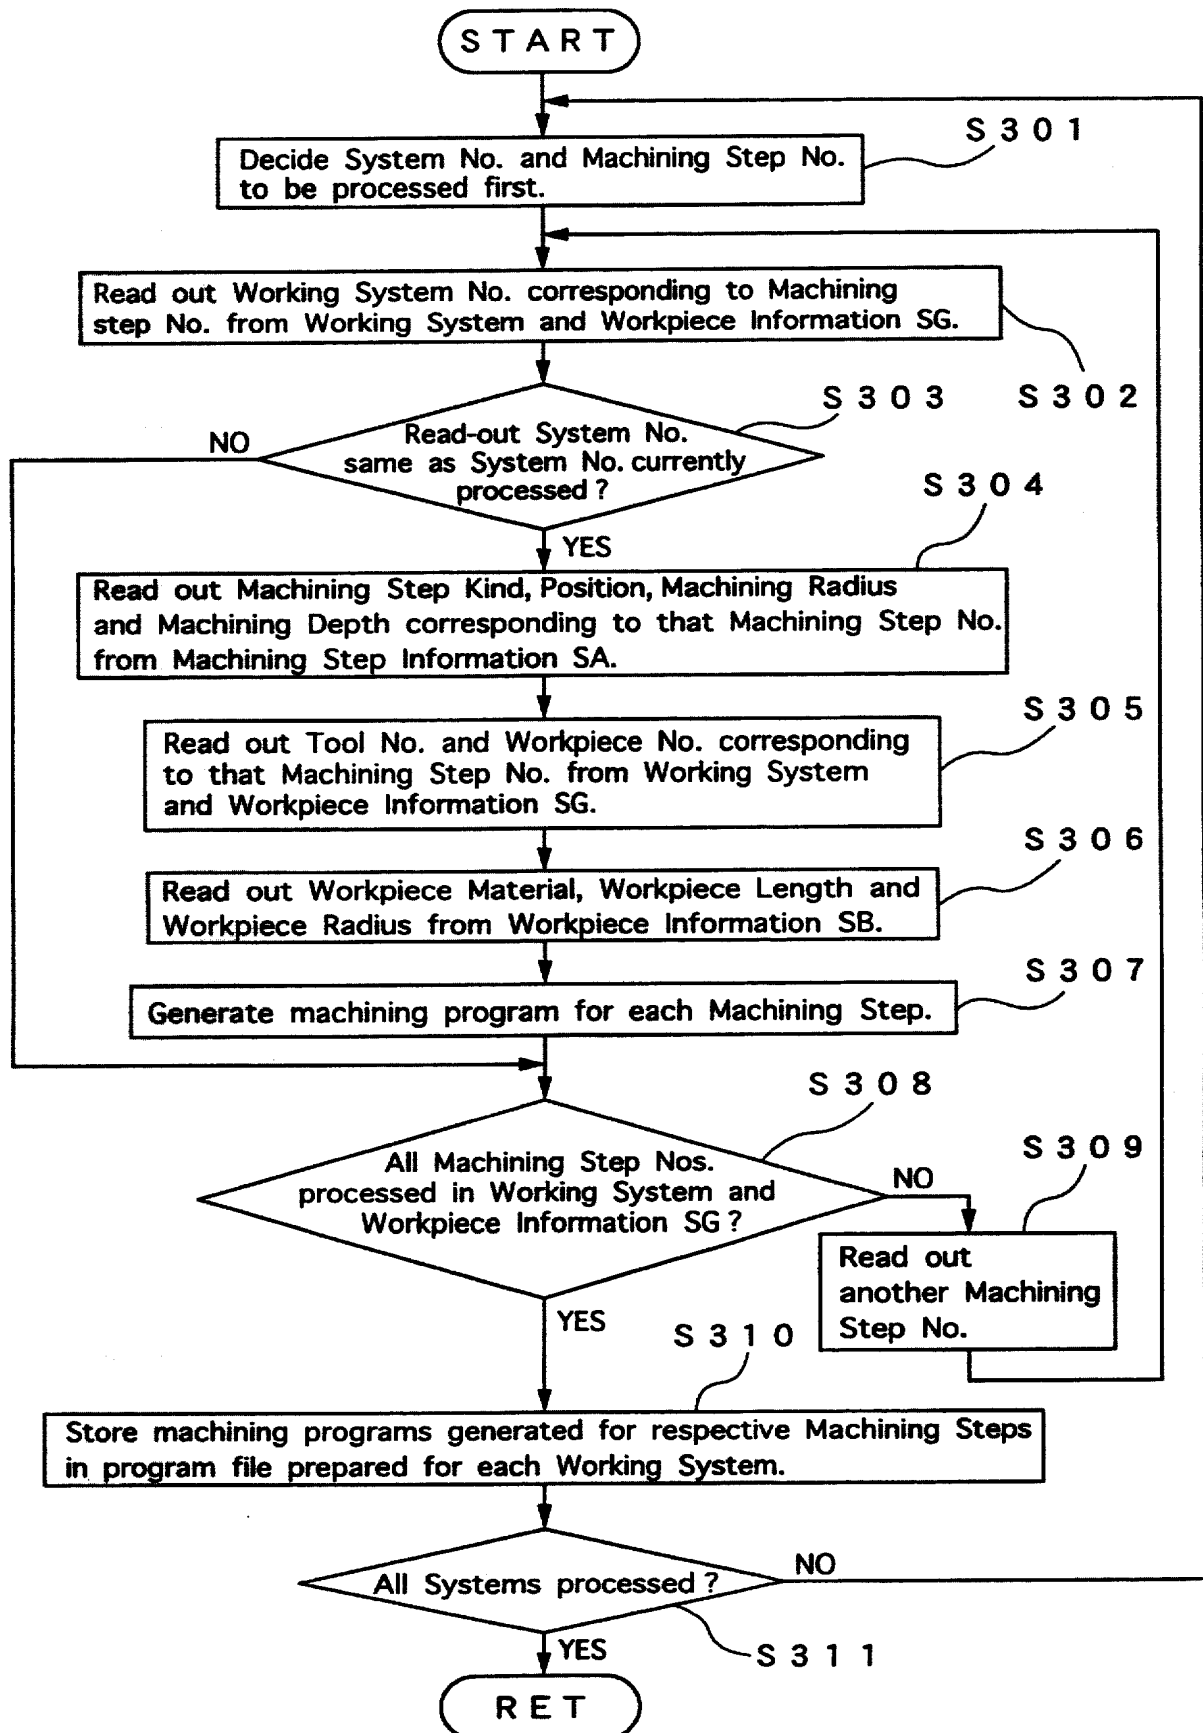 START
S301
Decide System No. and Machining Step No.
to be processed first.
Read out Working System No. corresponding to Machining
step No. from Working System and Workpiece Information SG.
S302
S303
NO
Read-out System No.
same as System No. currently
processed?
S304
YES
Read out Machining Step Kind, Position, Machining Radius
and Machining Depth corresponding to that Machining Step No.
from Machining Step Information SA.
S305
Read out Tool No. and Workpiece No. corresponding
to that Machining Step No. from Working System
and Workpiece Information SG.
S306
Read out Workpiece Material, Workpiece Length and
Workpiece Radius from Workpiece Information SB.
S307
Generate machining program for each Machining Step.
S308
All Machining Step Nos.
processed in Working System and
Workpiece Information SG?
NO
S309
Read out
another Machining
Step No.
YES
S310
Store machining programs generated for respective Machining Steps
in program file prepared for each Working System.
All Systems processed?
NO
S311
YES
RET